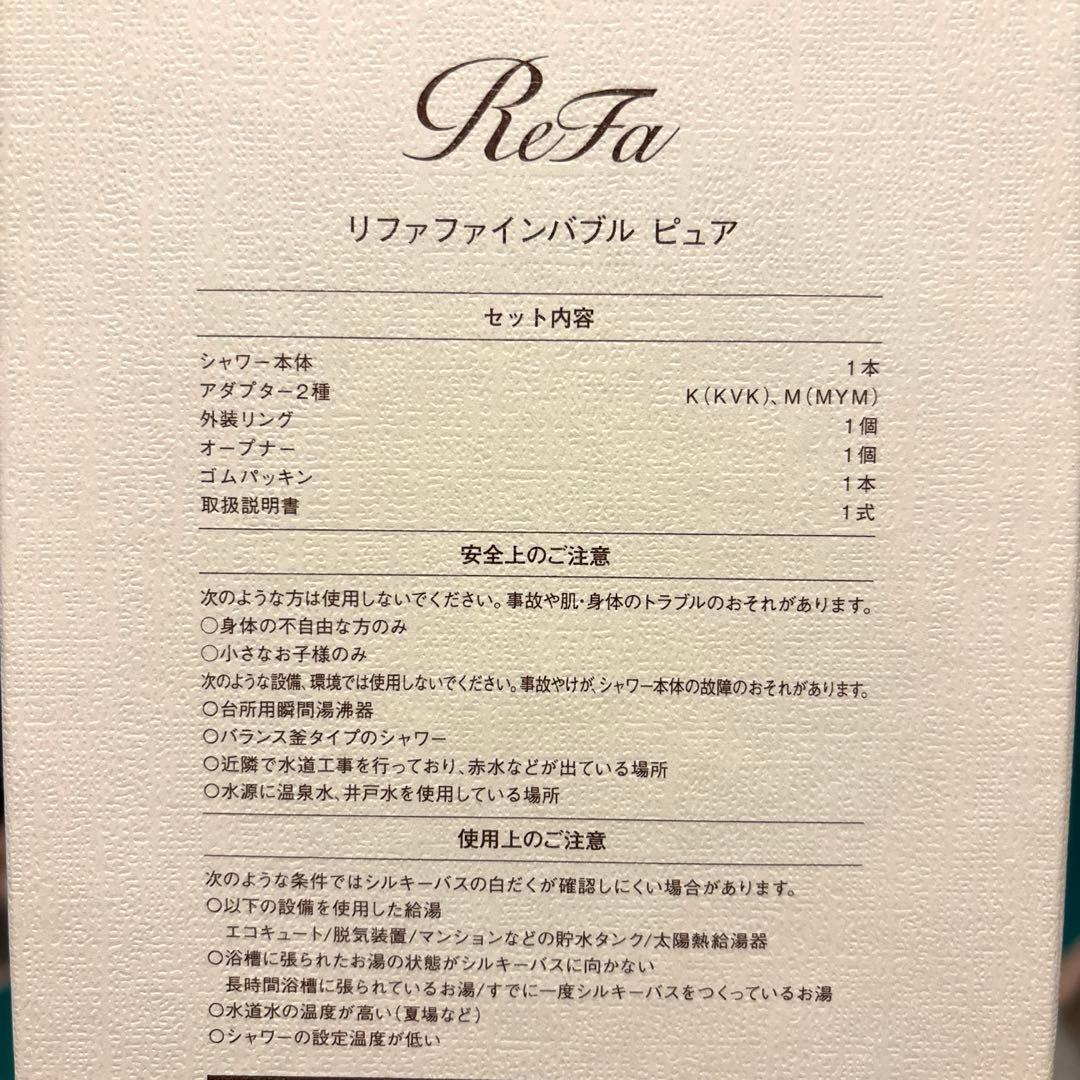 ReFa
リファファインバブル ピュア
セット内容
シャワー本体 1本
アダプター2種 K(KVK)、M(MYM)
外装リング 1個
オープナー 1個
ゴムパッキン 1本
取扱説明書 1式
安全上のご注意
次のような方は使用しないでください。事故や肌・身体のトラブルのおそれがあります。
○身体の不自由な方のみ
○小さなお子様のみ
次のような設備、環境では使用しないでください。事故やけが、シャワー本体の故障のおそれがあります。
○台所用瞬間湯沸器
○バランス釜タイプのシャワー
○近隣で水道工事を行っており、赤水などが出ている場所
○水源に温泉水、井戸水を使用している場所
使用上のご注意
次のような条件ではシルキーバスの白だくが確認しにくい場合があります。
○以下の設備を使用した給湯
エコキュート/脱気装置/マンションなどの貯水タンク/太陽熱給湯器
○浴槽に張られたお湯の状態がシルキーバスに向かない
長時間浴槽に張られているお湯/すでに一度シルキーバスをつくっているお湯
○水道水の温度が高い(夏場など)
○シャワーの設定温度が低い